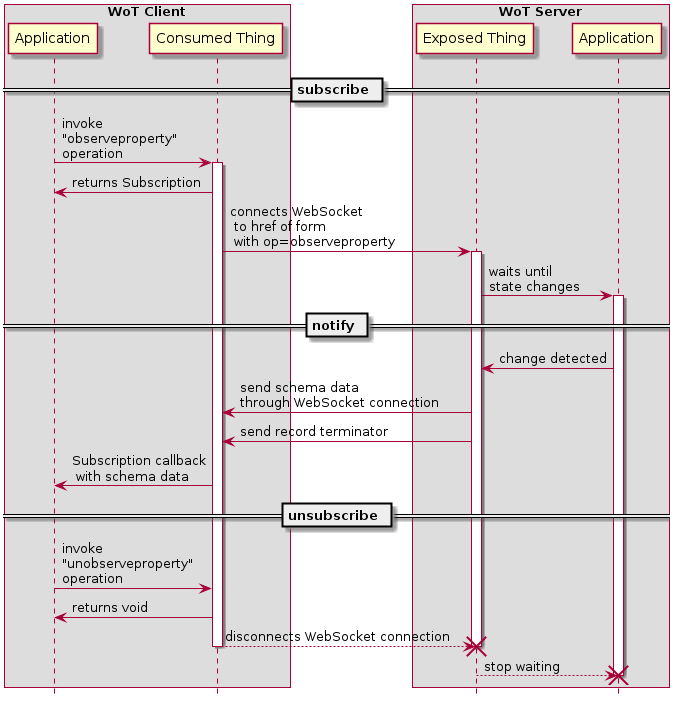 WoT Client
WoT Server
Application
Consumed Thing
Exposed Thing
Application
subscribe
invoke
"observeproperty"
operation
returns Subscription
connects WebSocket
to href of form
with op=observeproperty
waits until
state changes
notify
change detected
send schema data
through WebSocket connection
send record terminator
Subscription callback
with schema data
unsubscribe
invoke
"unobserveproperty"
operation
returns void
disconnects WebSocket connection
stop waiting